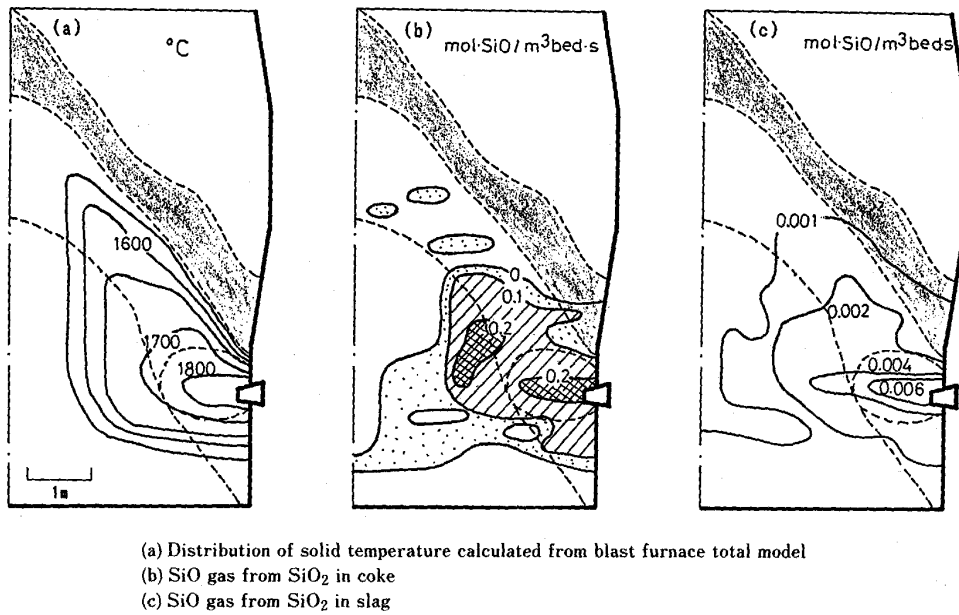 (a)
°C
1600
1700
1800
1m
(b)
mol·SiO/m³bed·s
0
0.1
0.2
0.2
(c)
mol·SiO/m³bed·s
0.001
0.002
0.004
0.006
(a) Distribution of solid temperature calculated from blast furnace total model
(b) SiO gas from SiO₂ in coke
(c) SiO gas from SiO₂ in slag